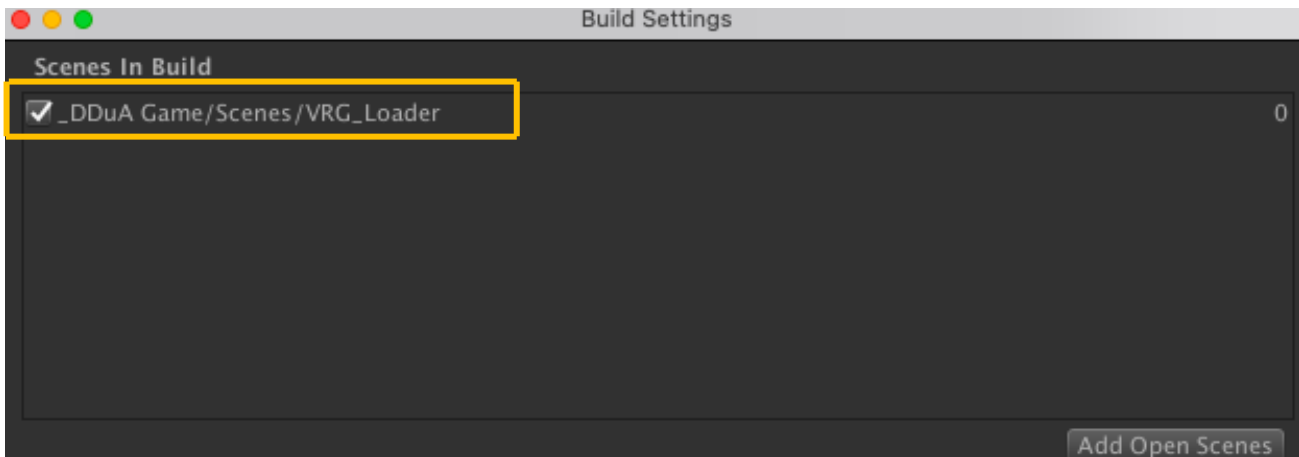 Build Settings
Scenes In Build
_DDuA Game/Scenes/VRG_Loader 0
Add Open Scenes